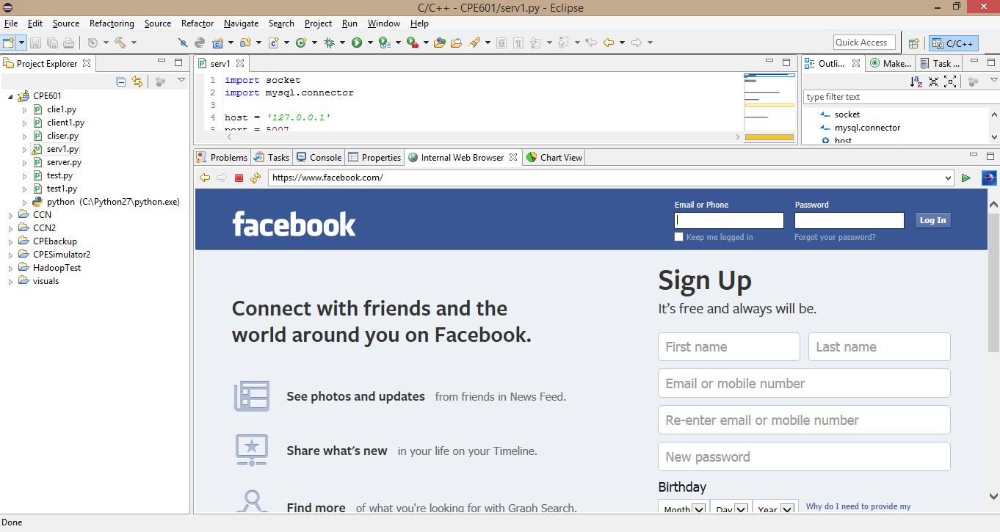 C/C++ - CPE601/serv1.py - Eclipse
File Edit Source Refactoring Source Refactor Navigate Search Project Run Window Help
Quick Access
C/C++
Project Explorer
CPE601
clie1.py
client1.py
cliser.py
serv1.py
server.py
test.py
test1.py
python (C:\Python27\python.exe)
CCN
CCN2
CPEbackup
CPESimulator2
HadoopTest
visuals
serv1
1 import socket
2 import mysql.connector
3
4 host = '127.0.0.1'
5 port = 5007
Outli... Make... Task ...
type filter text
socket
mysql.connector
host
Problems Tasks Console Properties Internal Web Browser Chart View
https://www.facebook.com/
facebook
Email or Phone Password
Log In
Keep me logged in Forgot your password?
Connect with friends and the
world around you on Facebook.
See photos and updates from friends in News Feed.
Share what's new in your life on your Timeline.
Find more of what you're looking for with Graph Search.
Sign Up
It's free and always will be.
First name Last name
Email or mobile number
Re-enter email or mobile number
New password
Birthday
Month Day Year Why do I need to provide my
Done